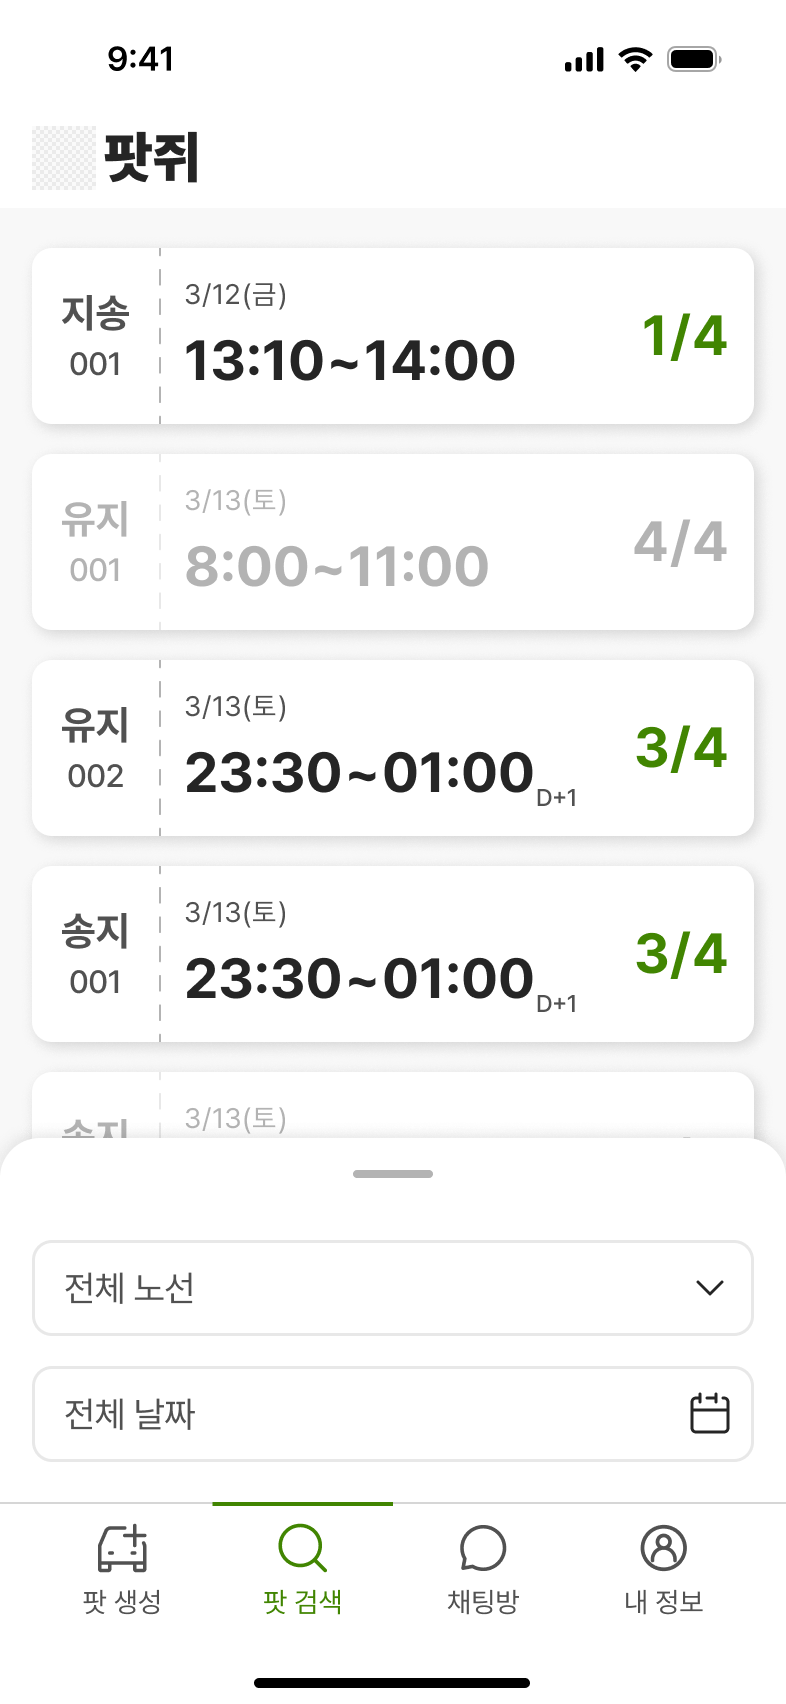 9:41
팟쥐
지송
001
3/12(금)
13:10~14:00
1/4
유지
001
3/13(토)
8:00~11:00
4/4
유지
002
3/13(토)
23:30~01:00
D+1
3/4
송지
001
3/13(토)
23:30~01:00
D+1
3/4
송지
3/13(토)
전체 노선
전체 날짜
팟 생성
팟 검색
채팅방
내 정보